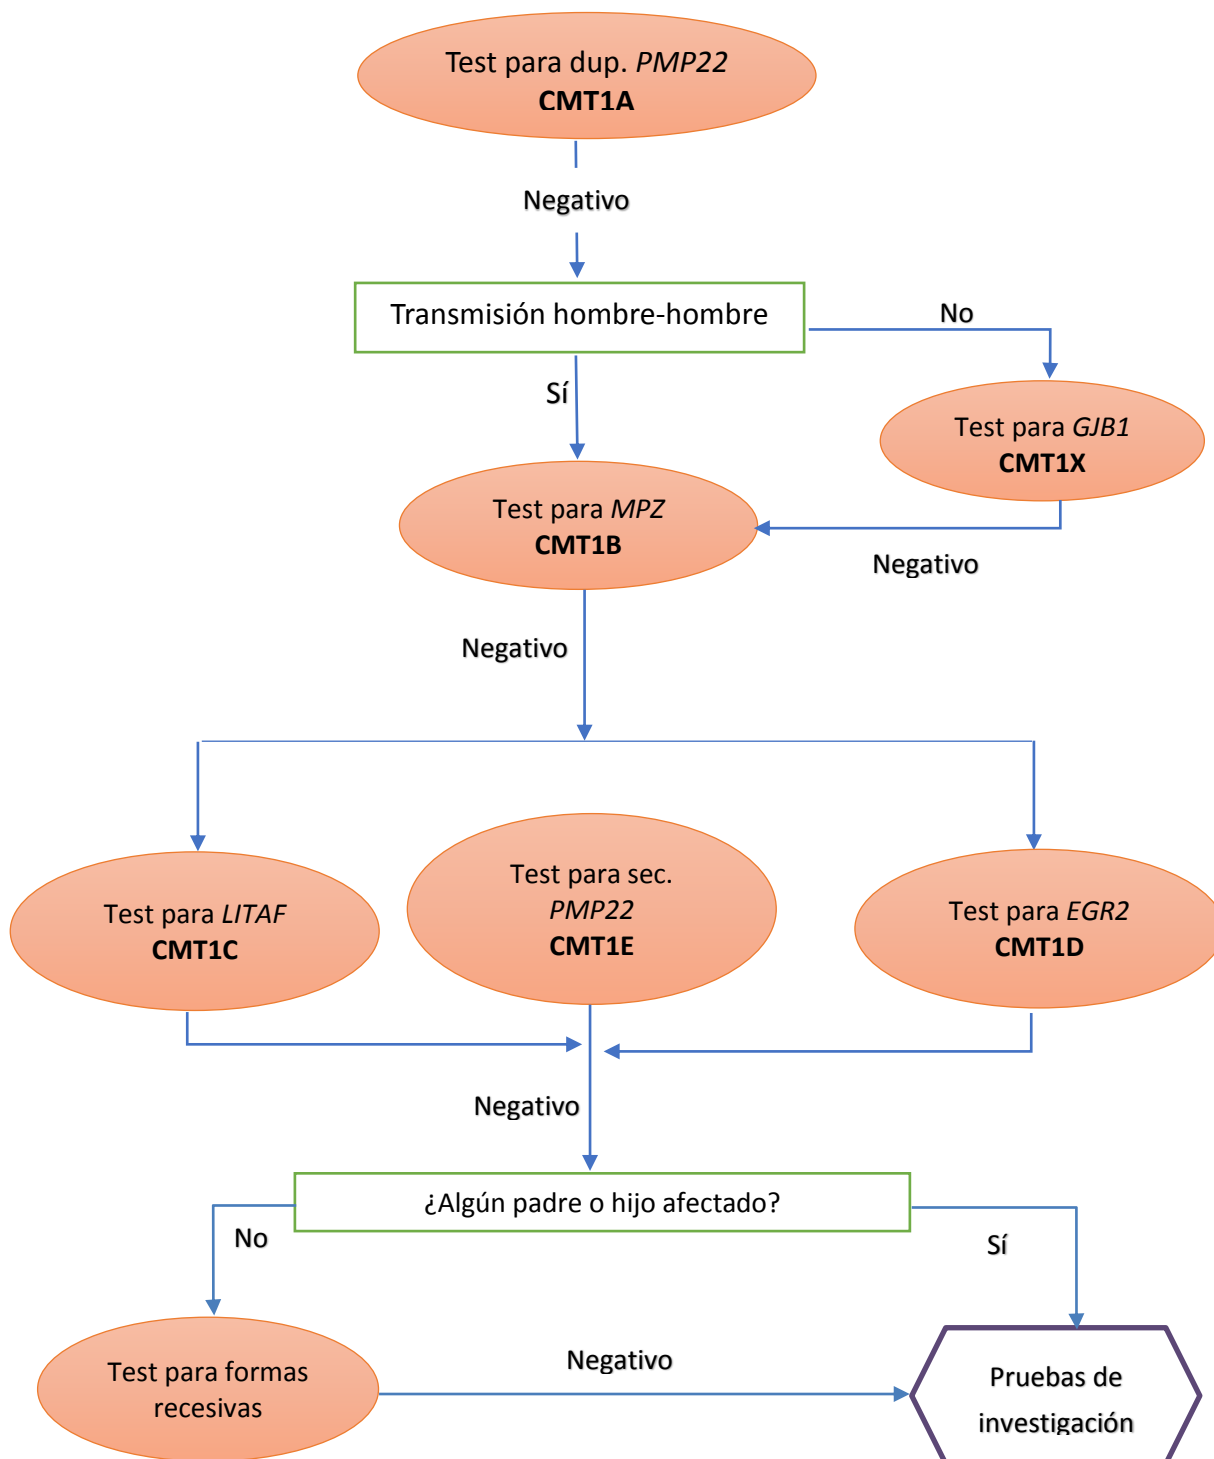 Test para dup. PMP22
CMT1A
Negativo
Transmisión hombre-hombre
No
Sí
Test para GJB1
CMT1X
Test para MPZ
CMT1B
Negativo
Negativo
Test para LITAF
CMT1C
Test para sec.
PMP22
CMT1E
Test para EGR2
CMT1D
Negativo
¿Algún padre o hijo afectado?
No
Sí
Test para formas
recesivas
Negativo
Pruebas de
investigación